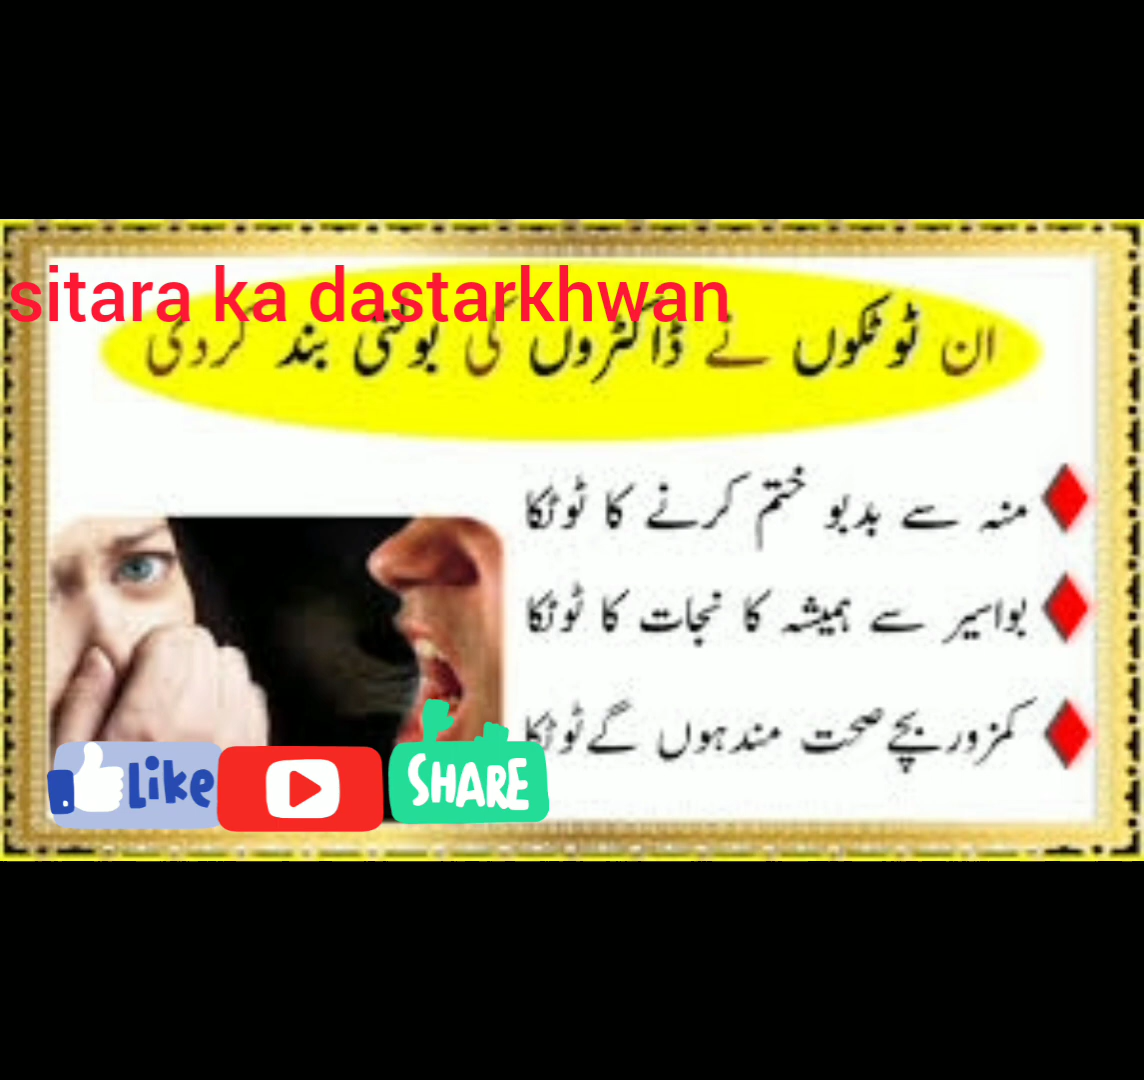 sitara ka dastarkhwan
ان ٹوٹکوں نے ڈاکٹروں کی بولتی بند کردی
منہ سے بدبو ختم کرنے کا ٹوٹکا
بواسیر سے ہمیشہ کا نجات کا ٹوٹکا
کمزور بچے صحت مند ہوں گے ٹوٹکا
Like
SHARE